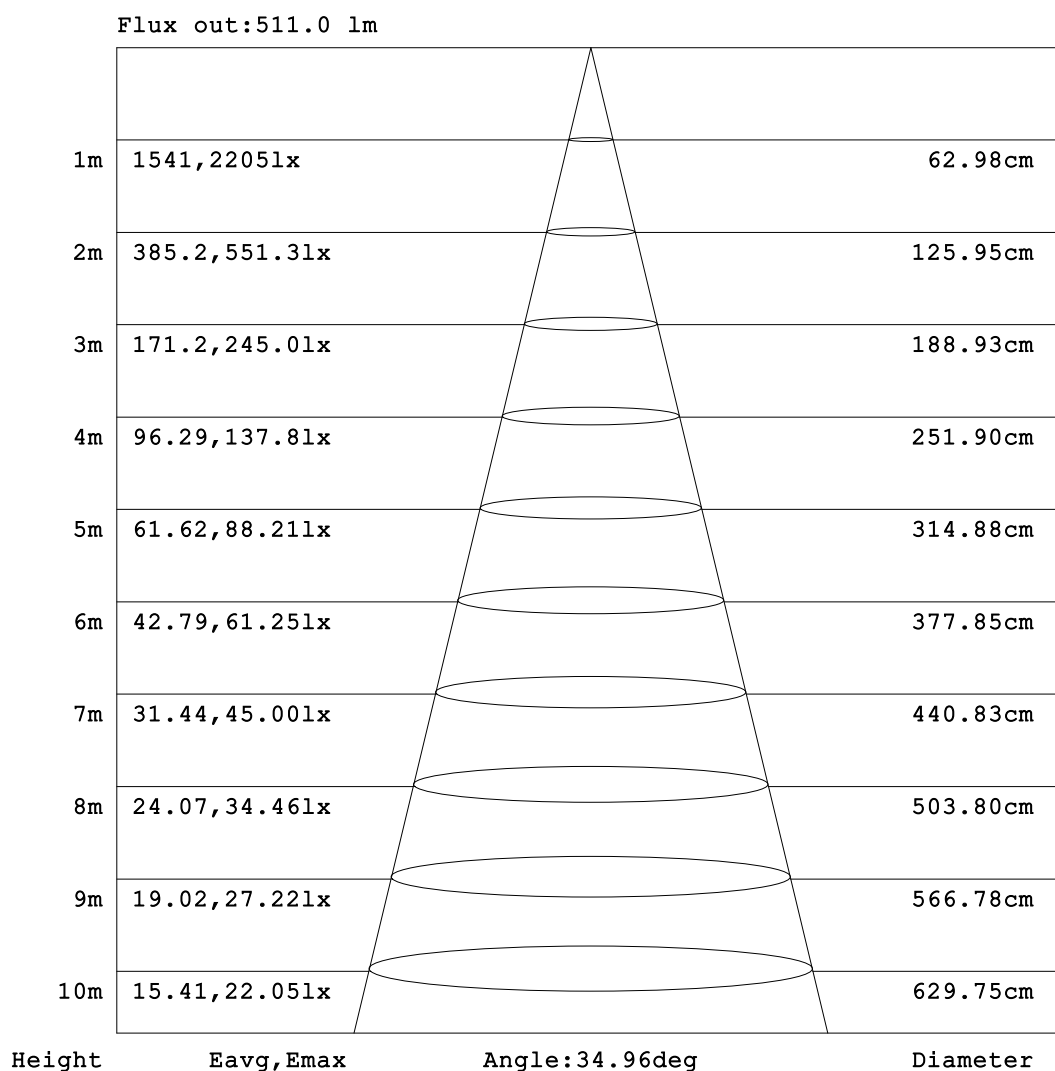 Flux out:511.0 lm
1m 1541,2205lx 62.98cm
2m 385.2,551.3lx 125.95cm
3m 171.2,245.0lx 188.93cm
4m 96.29,137.8lx 251.90cm
5m 61.62,88.21lx 314.88cm
6m 42.79,61.25lx 377.85cm
7m 31.44,45.00lx 440.83cm
8m 24.07,34.46lx 503.80cm
9m 19.02,27.22lx 566.78cm
10m 15.41,22.05lx 629.75cm
Height Eavg,Emax Angle:34.96deg Diameter